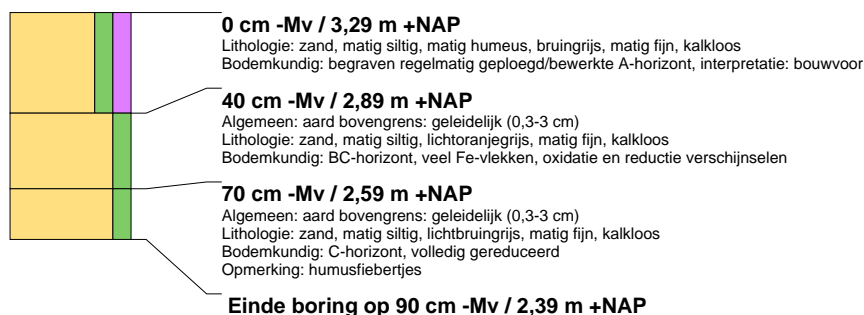 0 cm -Mv / 3,29 m +NAP
Lithologie: zand, matig siltig, matig humeus, bruingrijs, matig fijn, kalkloos
Bodemkundig: begraven regelmatig geploegd/bewerkte A-horizont, interpretatie: bouwvoor
40 cm -Mv / 2,89 m +NAP
Algemeen: aard bovengrens: geleidelijk (0,3-3 cm)
Lithologie: zand, matig siltig, lichtoranjegrijs, matig fijn, kalkloos
Bodemkundig: BC-horizont, veel Fe-vlekken, oxidatie en reductie verschijnselen
70 cm -Mv / 2,59 m +NAP
Algemeen: aard bovengrens: geleidelijk (0,3-3 cm)
Lithologie: zand, matig siltig, lichtbruingrijs, matig fijn, kalkloos
Bodemkundig: C-horizont, volledig gereduceerd
Opmerking: humusfiebertjes
Einde boring op 90 cm -Mv / 2,39 m +NAP